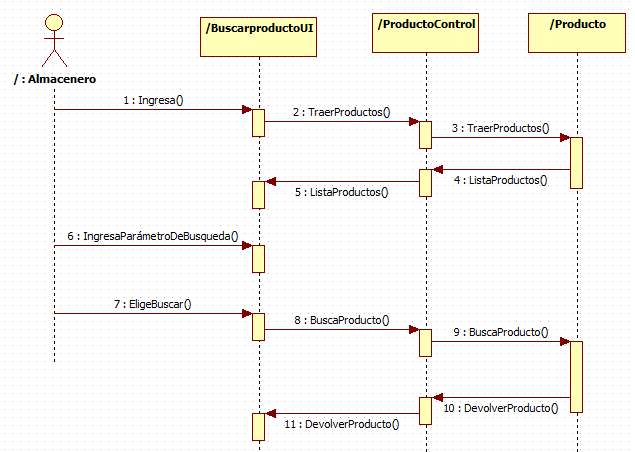 /BuscarproductoUI
/ProductoControl
/Producto
/ : Almacenero
1 : Ingresa()
2 : TraerProductos()
3 : TraerProductos()
4 : ListaProductos()
5 : ListaProductos()
6 : IngresaParámetroDeBusqueda()
7 : EligeBuscar()
8 : BuscaProducto()
9 : BuscaProducto()
10 : DevolverProducto()
11 : DevolverProducto()